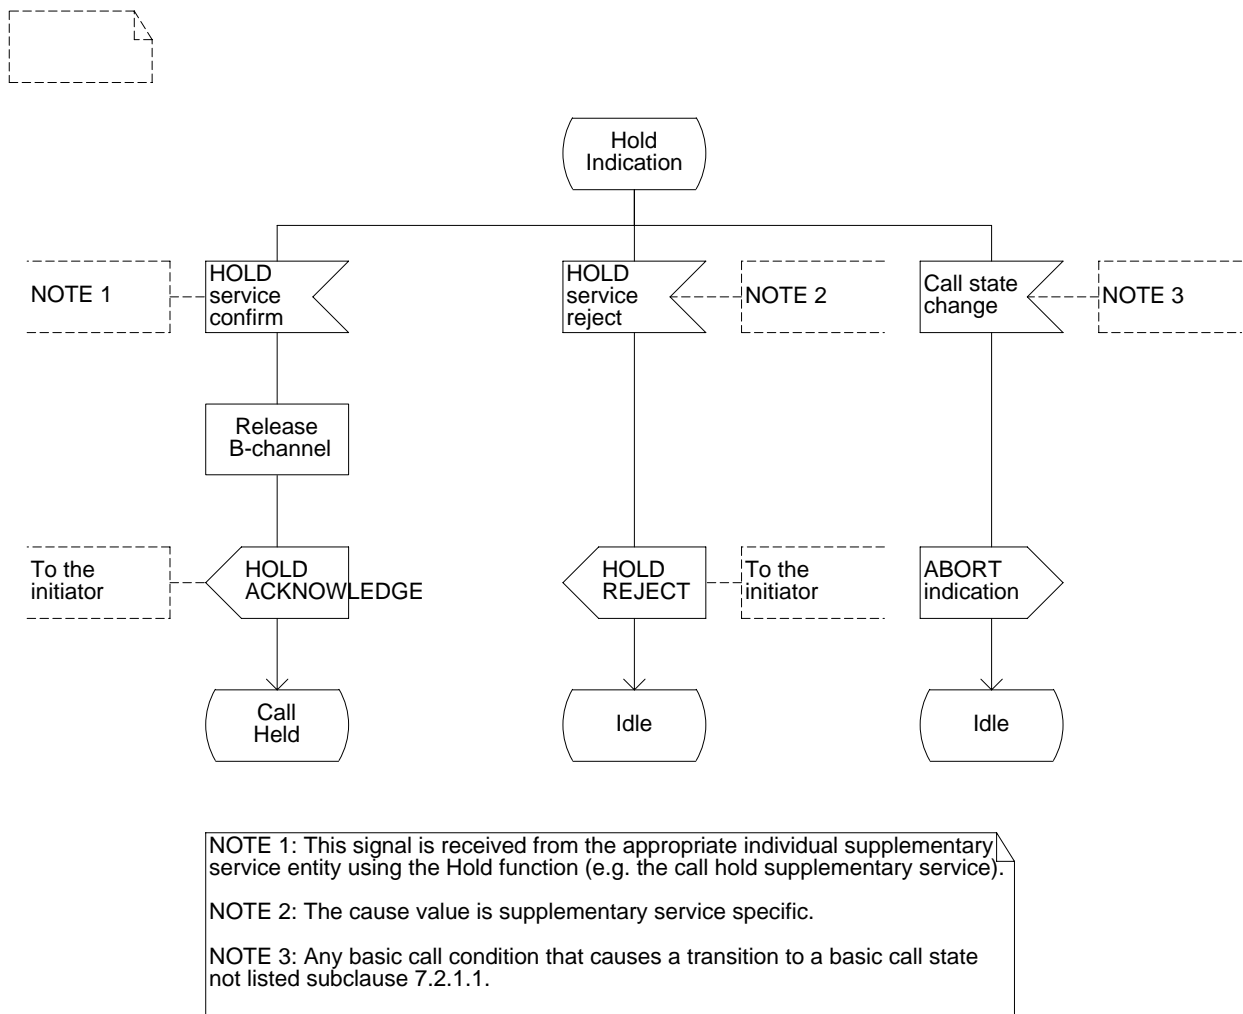 Hold
Indication
NOTE 1
HOLD
service
confirm
HOLD
service
reject
NOTE 2
Call state
change
NOTE 3
Release
B-channel
To the
initiator
HOLD
ACKNOWLEDGE
HOLD
REJECT
To the
initiator
ABORT
indication
Call
Held
Idle
Idle
NOTE 1: This signal is received from the appropriate individual supplementary
service entity using the Hold function (e.g. the call hold supplementary service).
NOTE 2: The cause value is supplementary service specific.
NOTE 3: Any basic call condition that causes a transition to a basic call state
not listed subclause 7.2.1.1.